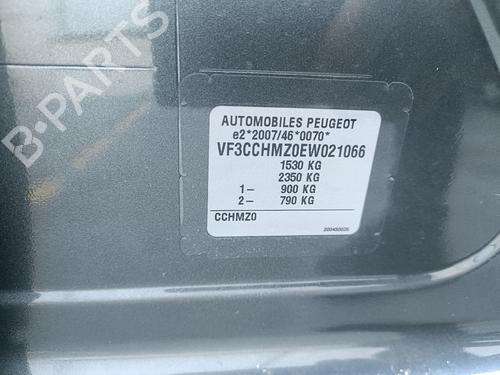 B-PARTS
AUTOMOBILES PEUGEOT
e2*2007/46*0070*
VF3CCHMZ0EW021066
1530 KG
2350 KG
1– 900 KG
2– 790 KG
CCHMZ0